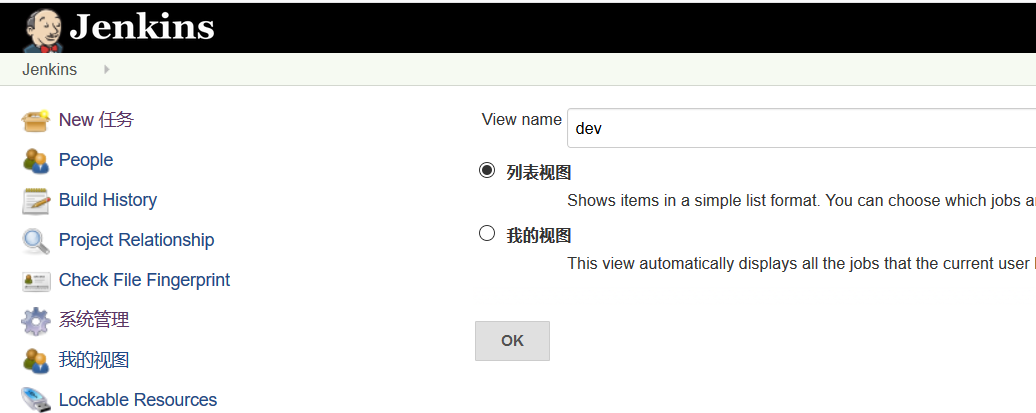 Jenkins
Jenkins
New 任务
People
Build History
Project Relationship
Check File Fingerprint
系统管理
我的视图
Lockable Resources
View name
dev
列表视图
Shows items in a simple list format. You can choose which jobs
我的视图
This view automatically displays all the jobs that the current user
OK